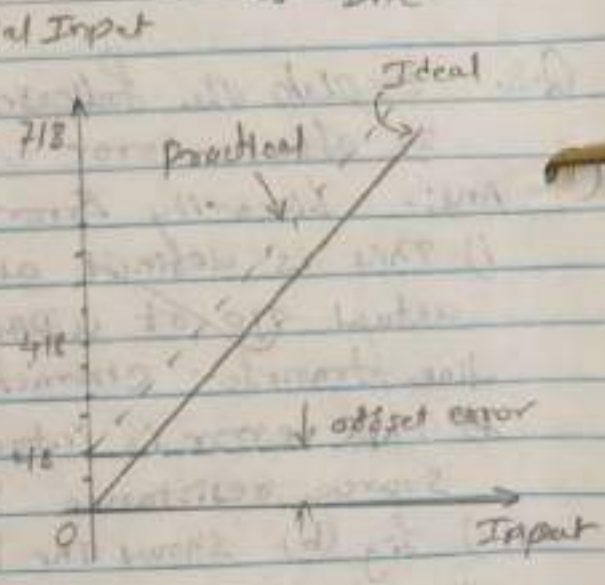 al Input
Ideal
7/8
Practical
4/8
offset error
1/8
0
Input